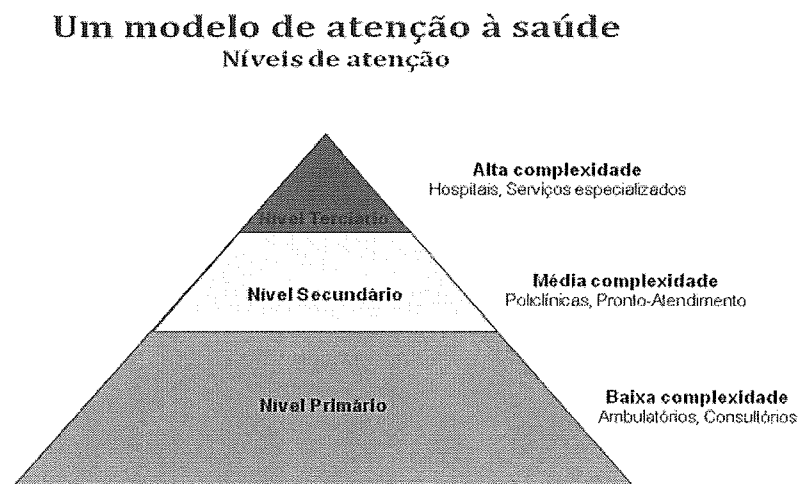 Um modelo de atenção à saúde
Níveis de atenção
Alta complexidade
Hospitais, Serviços especializados
Nível Terciário
Média complexidade
Policlínicas, Pronto-Atendimento
Nível Secundário
Baixa complexidade
Ambulatórios, Consultórios
Nível Primário